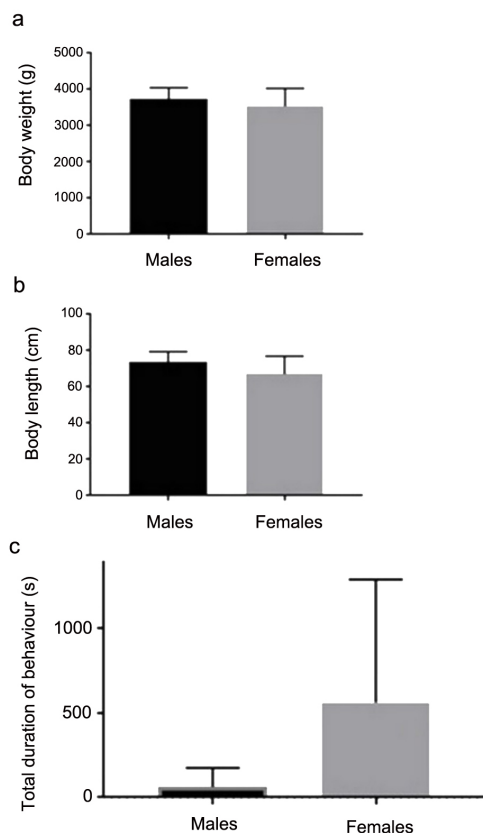 a
Body weight (g)
5000
4000
3000
2000
1000
0
Males Females
b
Body length (cm)
100
80
60
40
20
0
Males Females
c
Total duration of behaviour (s)
1000
500
0
Males Females